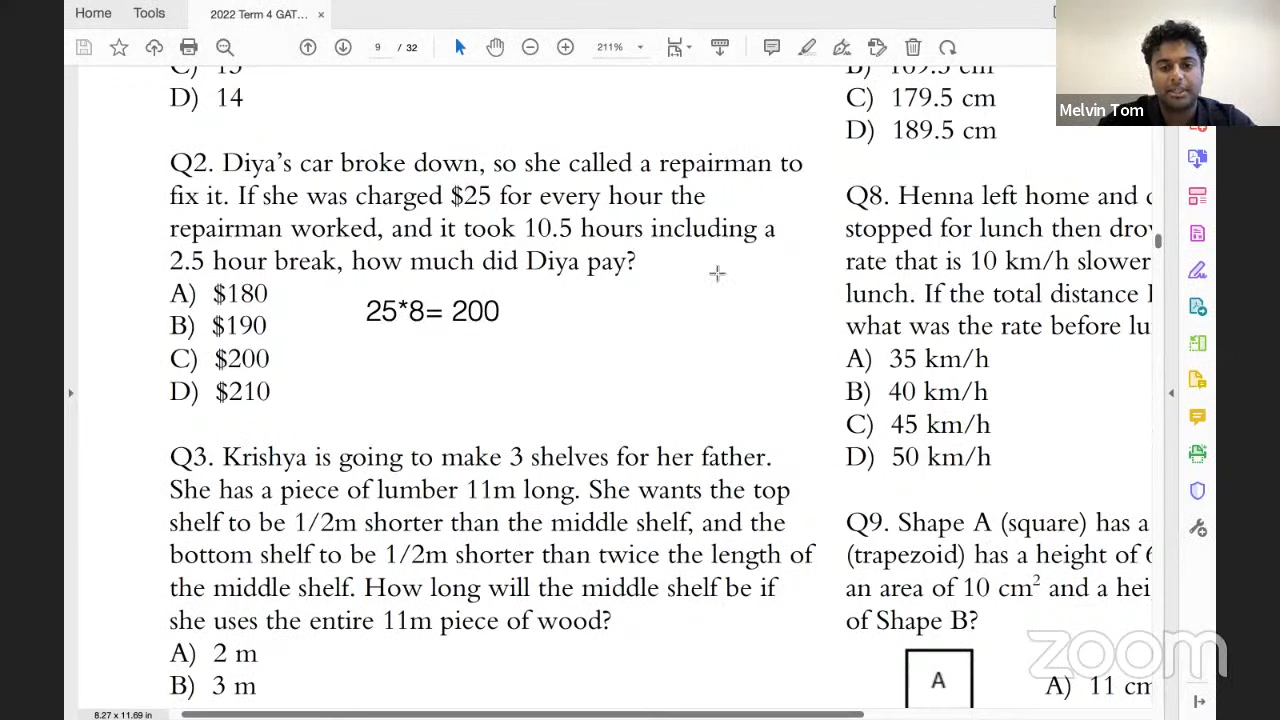 Home Tools 2022 Term 4 GAT... ×
9 / 32 211%
Melvin Tom
D) 14
C) 179.5 cm
D) 189.5 cm
Q2. Diya's car broke down, so she called a repairman to
fix it. If she was charged $25 for every hour the
repairman worked, and it took 10.5 hours including a
2.5 hour break, how much did Diya pay?
A) $180
B) $190
C) $200
D) $210
25*8= 200
Q3. Krishya is going to make 3 shelves for her father.
She has a piece of lumber 11m long. She wants the top
shelf to be 1/2m shorter than the middle shelf, and the
bottom shelf to be 1/2m shorter than twice the length of
the middle shelf. How long will the middle shelf be if
she uses the entire 11m piece of wood?
A) 2 m
B) 3 m
Q8. Henna left home and
stopped for lunch then
rate that is 10 km/h slower
lunch. If the total distance
what was the rate before
A) 35 km/h
B) 40 km/h
C) 45 km/h
D) 50 km/h
Q9. Shape A (square) has a
(trapezoid) has a height of
an area of 10 cm² and a
of Shape B?
A
A) 11
zoom
8.27 x 11.69 in